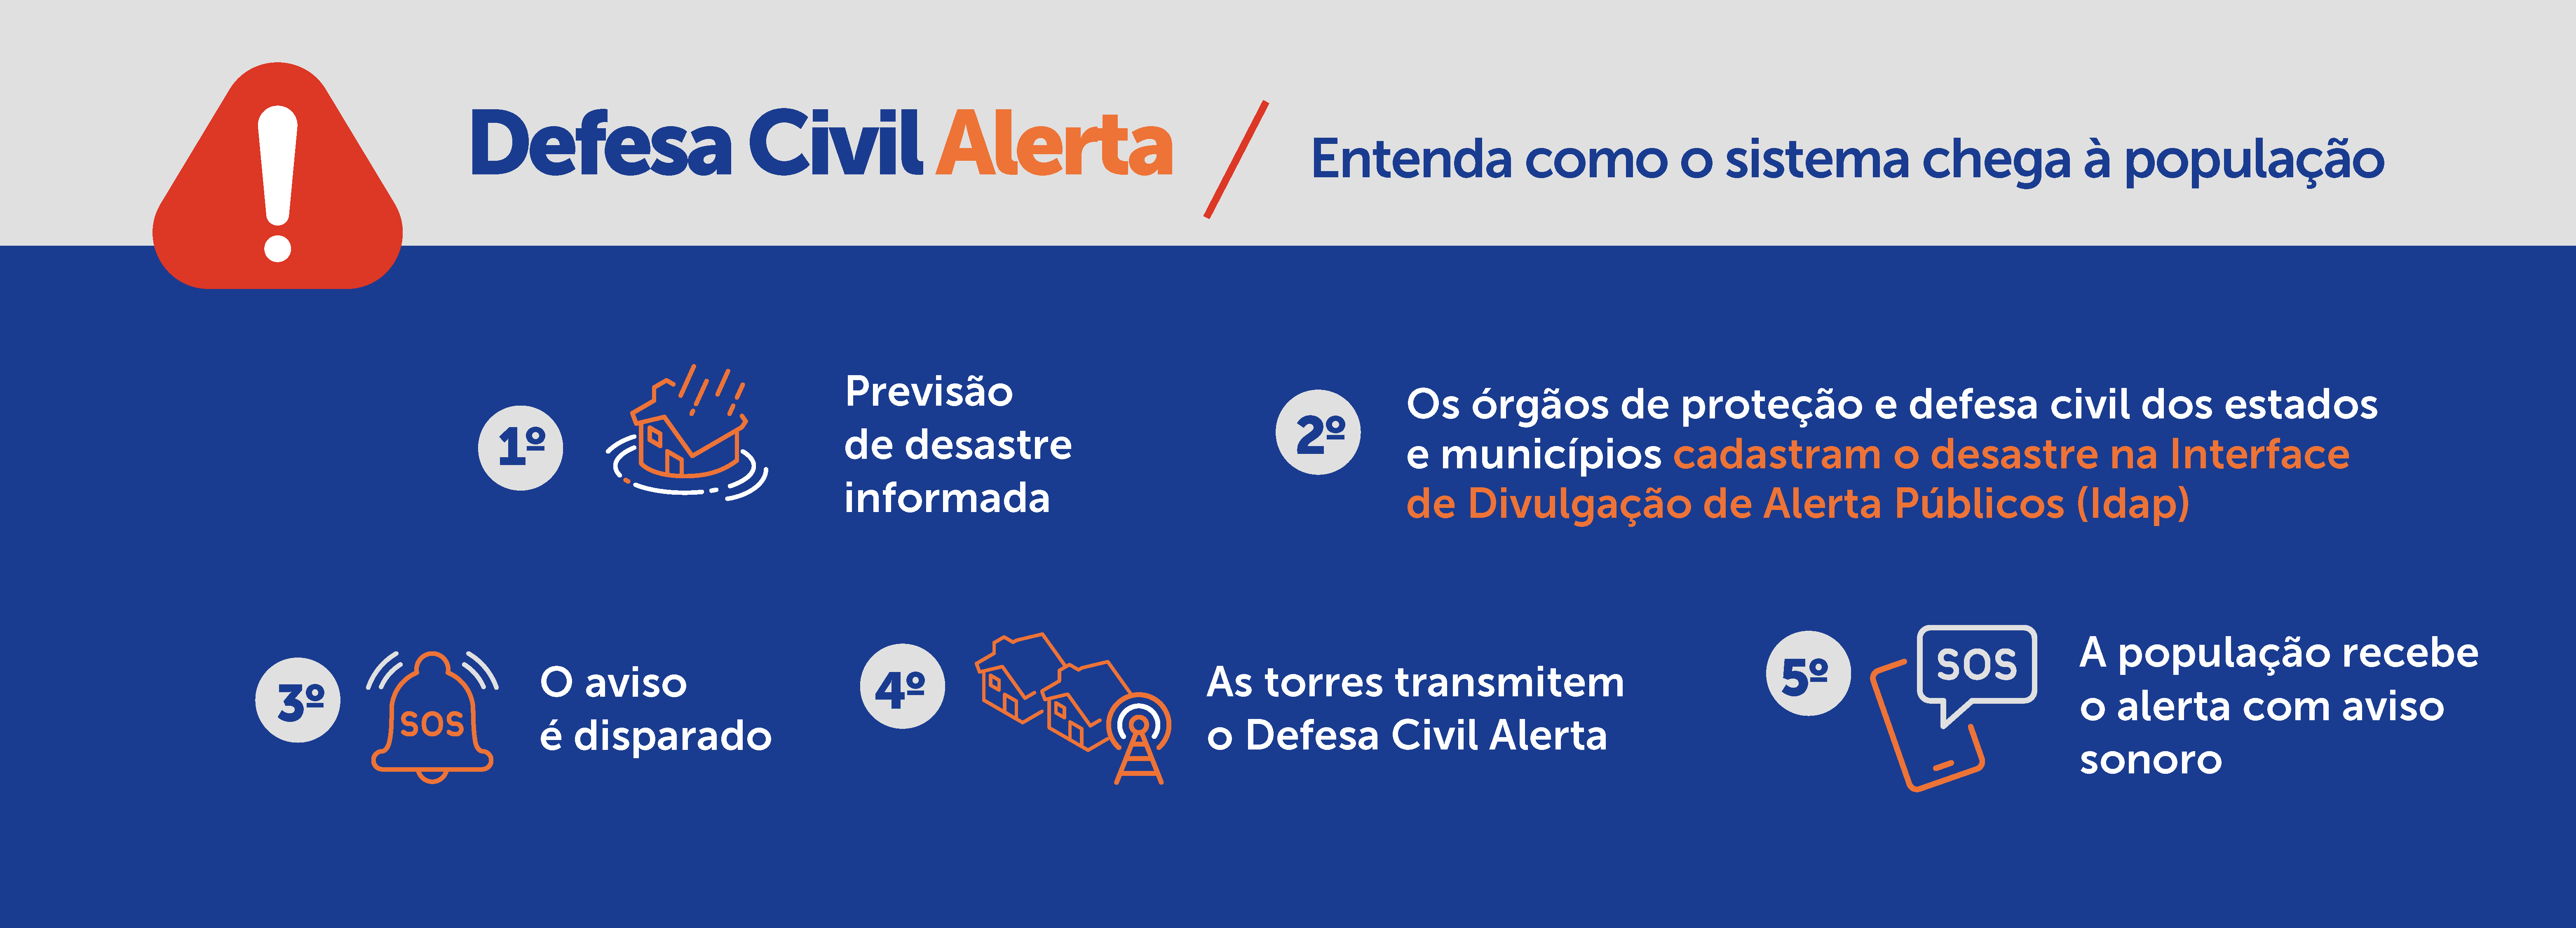 Defesa Civil Alerta / Entenda como o sistema chega à população
1º
Previsão
de desastre
informada
2º
Os órgãos de proteção e defesa civil dos estados
e municípios cadastram o desastre na Interface
de Divulgação de Alerta Públicos (Idap)
3º
SOS
O aviso
é disparado
4º
As torres transmitem
o Defesa Civil Alerta
5º
SOS
A população recebe
o alerta com aviso
sonoro